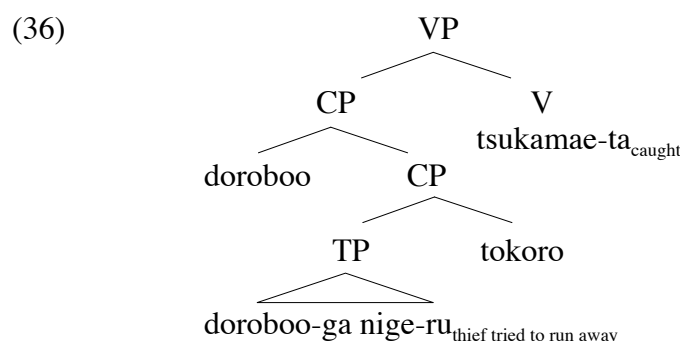 (36) VP
CP V
tsukamae-ta caught
doroboo CP
TP tokoro
doroboo-ga nige-ru thief tried to run away